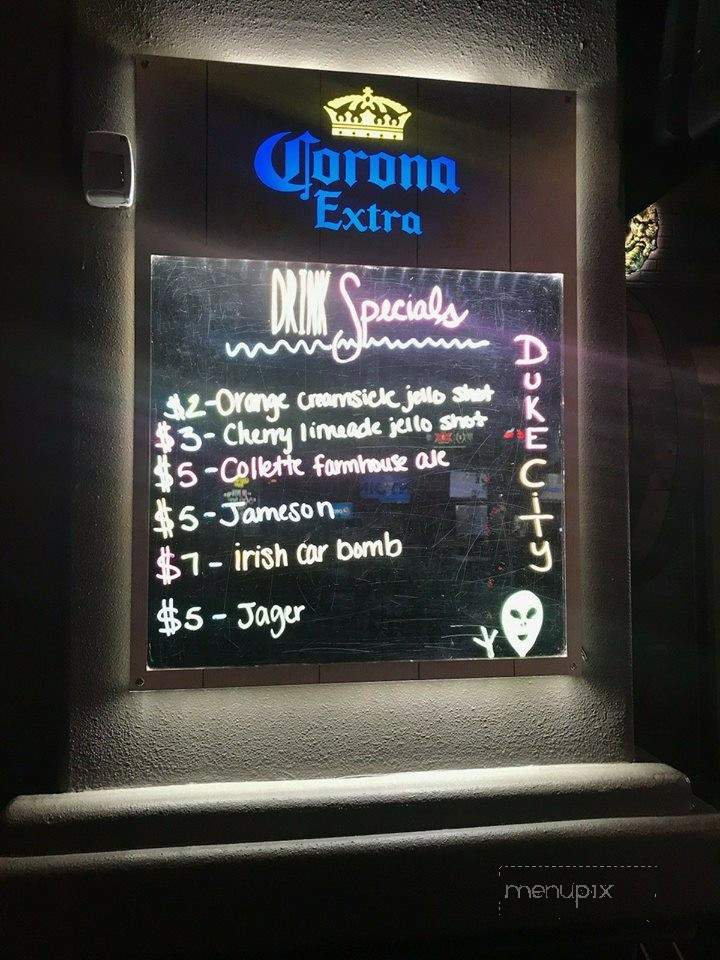 Corona
Extra
DRINK Specials
$2-Orange creamsick jello shot
$3-Cherry limeade jello shot
$5-Collette farmhouse ale
$5-Jameson
$7-irish car bomb
$5-Jager
DUKE CiTy
menupix